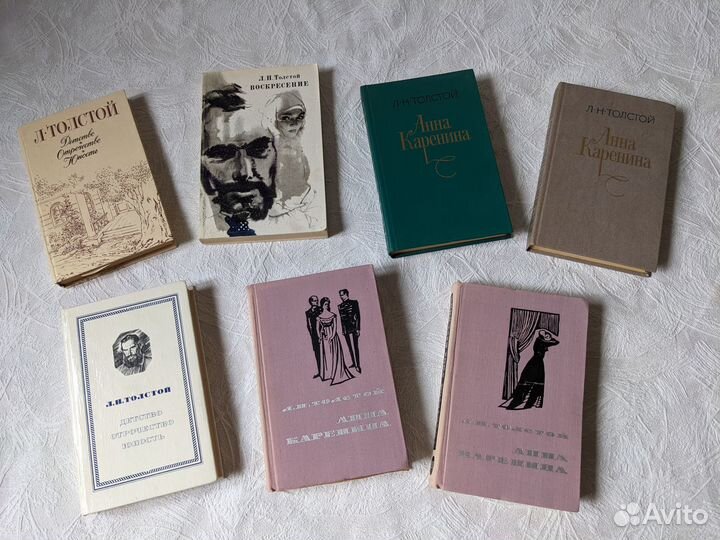 Л·ТОЛСТОЙ
Детство
Отрочество
Юность
Л.Н.Толстой
ВОСКРЕСЕНИЕ
Л·Н·ТОЛСТОЙ
Анна
Каренина
Л·Н·ТОЛСТОЙ
Анна
Каренина
Л.Н.ТОЛСТОЙ
ДЕТСТВО
ОТРОЧЕСТВО
ЮНОСТЬ
Л.Н.ТОЛСТОЙ
АННА
КАРЕНИНА
Л.Н.ТОЛСТОЙ
АННА
КАРЕНИНА
Avito